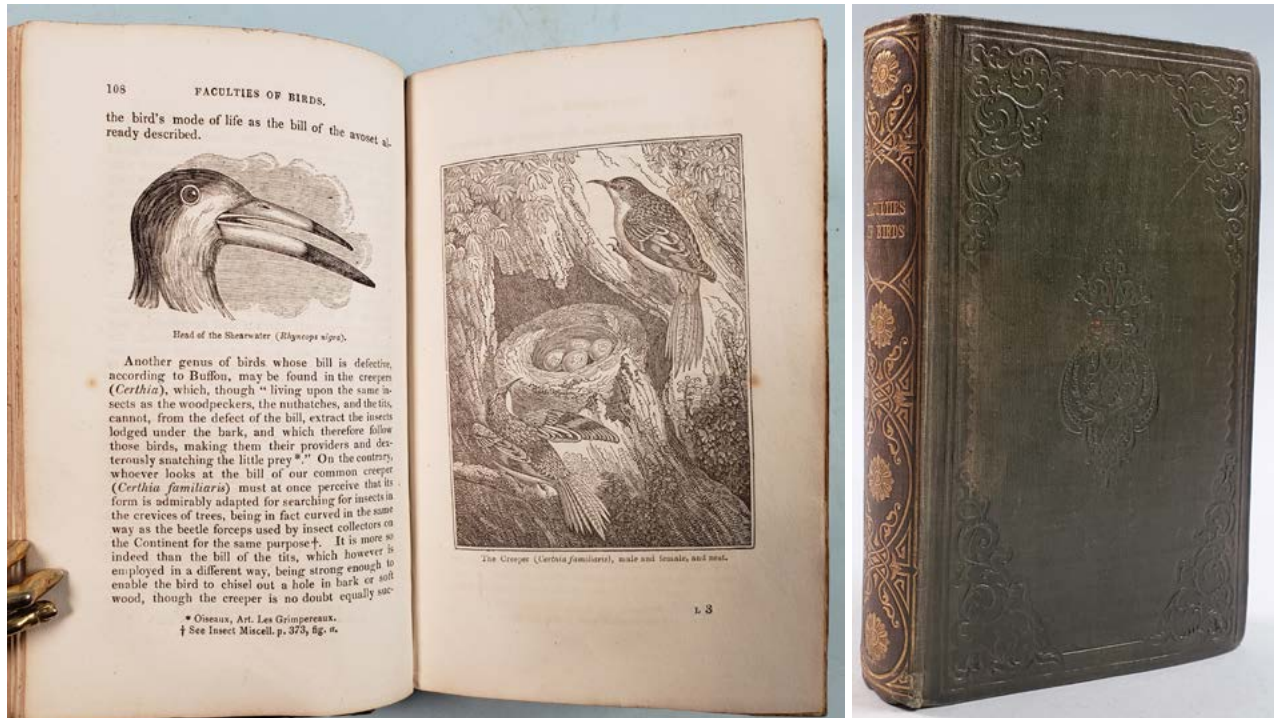 108 FACULTIES OF BIRDS.
the bird's mode of life as the bill of the avoset al-
ready described.
Head of the Shearwater (Rhyncops nigra).
Another genus of birds whose bill is defective,
according to Buffon, may be found in the creepers
(Certhia), which, though “ living upon the same in-
sects as the woodpeckers, the nuthatches, and the tits,
cannot, from the defect of the bill, extract the insects
lodged under the bark, and which therefore follow
those birds, making them their providers and dex-
terously snatching the little prey *.” On the contrary,
whoever looks at the bill of our common creeper
(Certhia familiaris) must at once perceive that its
form is admirably adapted for searching for insects in
the crevices of trees, being in fact curved in the same
way as the beetle forceps used by insect collectors on
the Continent for the same purpose†. It is more so
indeed than the bill of the tits, which however is
employed in a different way, being strong enough to
enable the bird to chisel out a hole in bark or soft
wood, though the creeper is no doubt equally suc-
* Oiseaux, Art. Les Grimpereaux.
† See Insect Miscell. p. 373, fig. a.
The Creeper (Certhia familiaris), male and female, and nest.
L 3
BIRDS